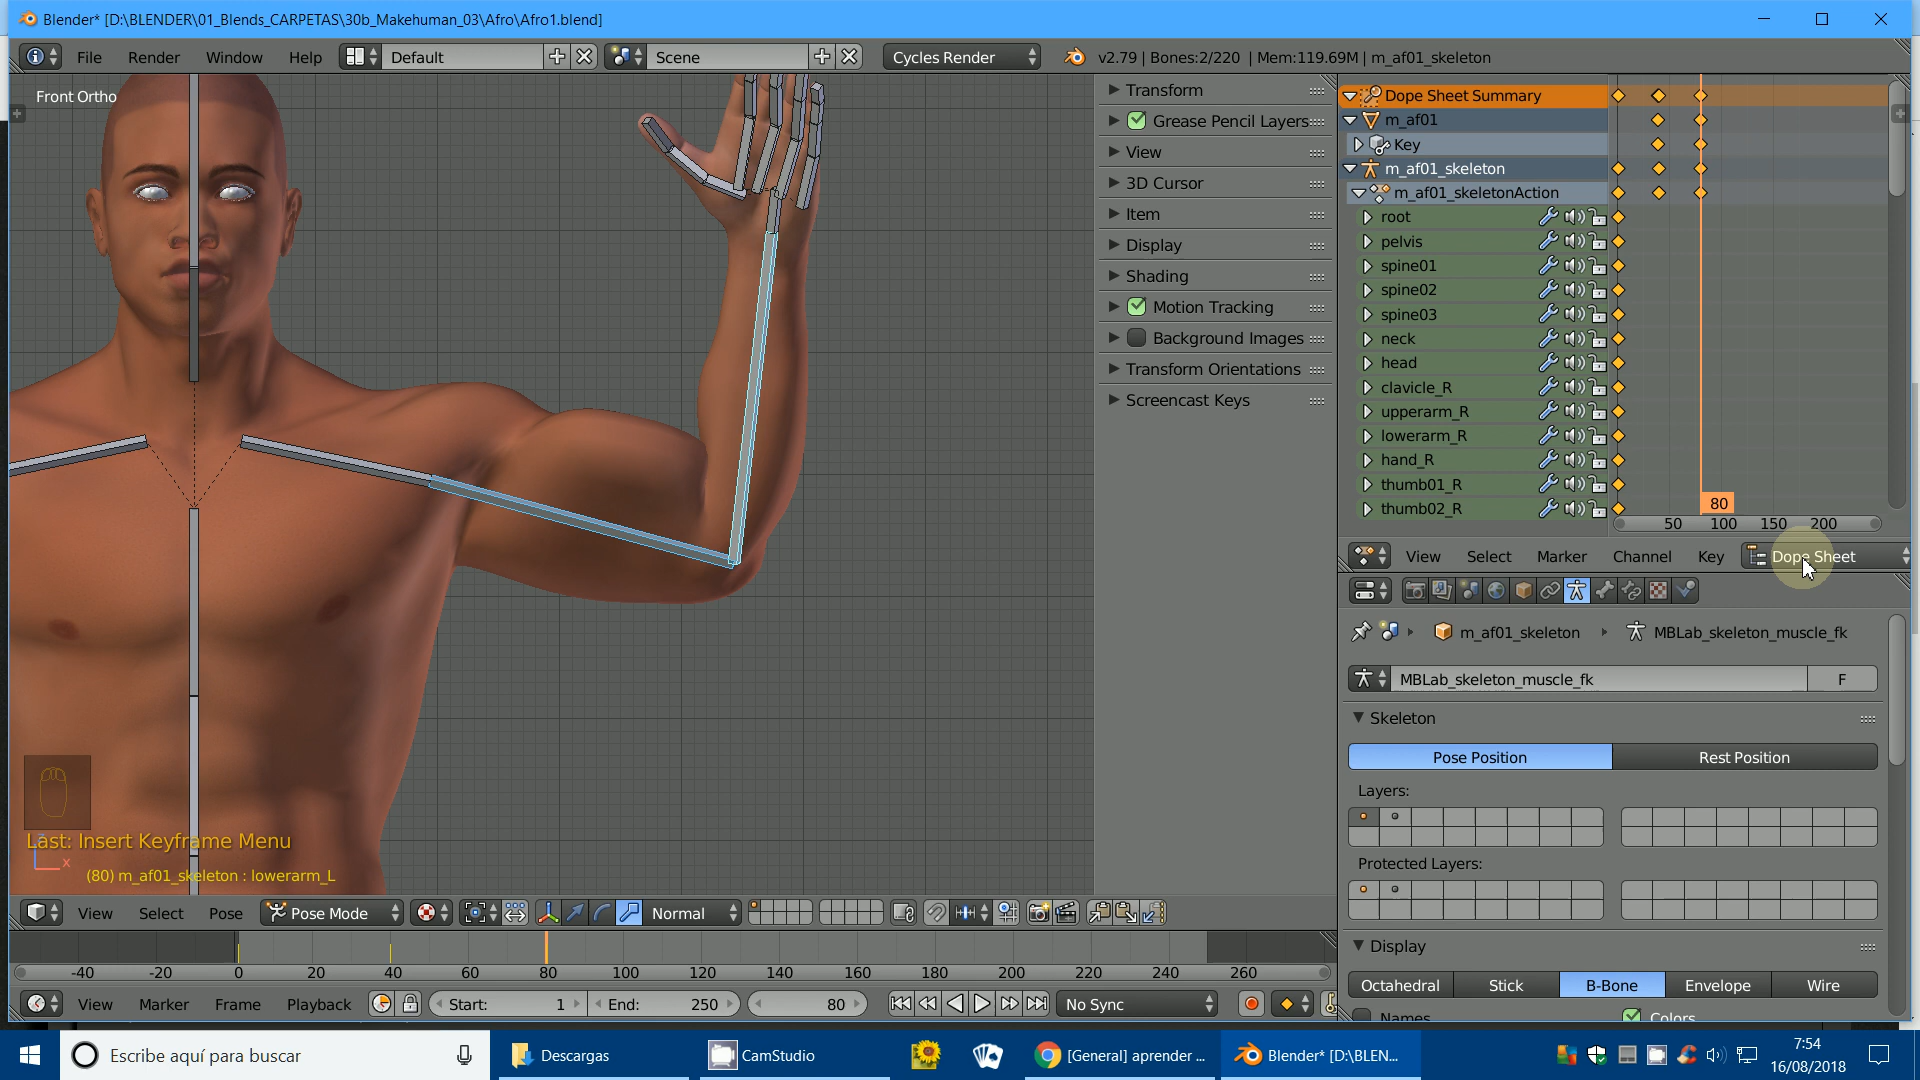 Blender* [D:\BLENDER\01_Blends_CARPETAS\30b_Makehuman_03\Afro\Afro1.blend]
File Render Window Help Default Scene Cycles Render v2.79 | Bones:2/220 | Mem:119.69M | m_af01_skeleton
Front Ortho
Transform
Grease Pencil Layers
View
3D Cursor
Item
Display
Shading
Motion Tracking
Background Images
Transform Orientations
Screencast Keys
Dope Sheet Summary
m_af01
Key
m_af01_skeleton
m_af01_skeletonAction
root
pelvis
spine01
spine02
spine03
neck
head
clavicle_R
upperarm_R
lowerarm_R
hand_R
thumb01_R
thumb02_R
80
50 100 150 200
View Select Marker Channel Key Dope Sheet
m_af01_skeleton MBLab_skeleton_muscle_fk
MBLab_skeleton_muscle_fk F
Skeleton
Pose Position Rest Position
Layers:
Protected Layers:
Display
Octahedral Stick B-Bone Envelope Wire
Names Colors
Last: Insert Keyframe Menu
x
(80) m_af01_skeleton : lowerarm_L
View Select Pose Pose Mode Normal
-40 -20 0 20 40 60 80 100 120 140 160 180 200 220 240 260
View Marker Frame Playback Start: 1 End: 250 80 No Sync
Escribe aquí para buscar Descargas CamStudio [General] aprender ... Blender* [D:\BLEN... 7:54
16/08/2018